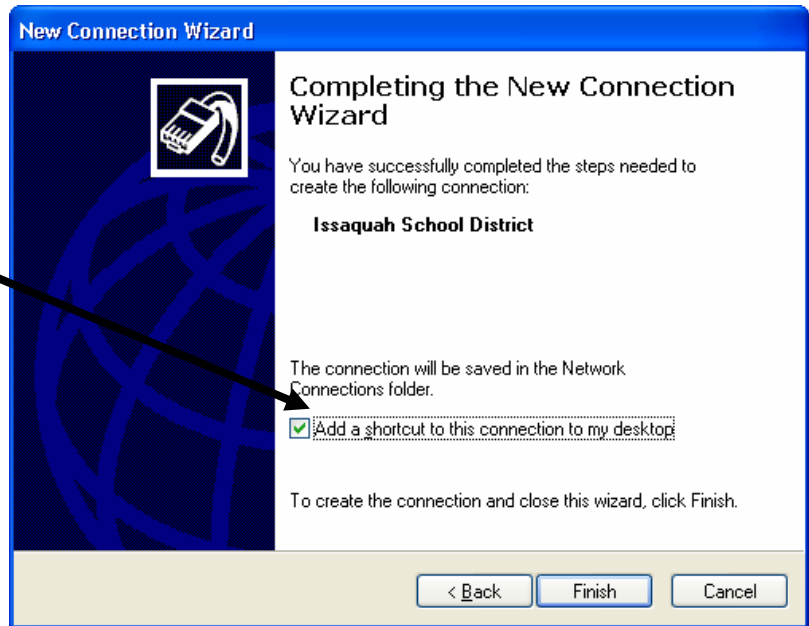 New Connection Wizard
Completing the New Connection
Wizard
You have successfully completed the steps needed to
create the following connection:
Issaquah School District
The connection will be saved in the Network
Connections folder.
Add a shortcut to this connection to my desktop
To create the connection and close this wizard, click Finish.
< Back Finish Cancel